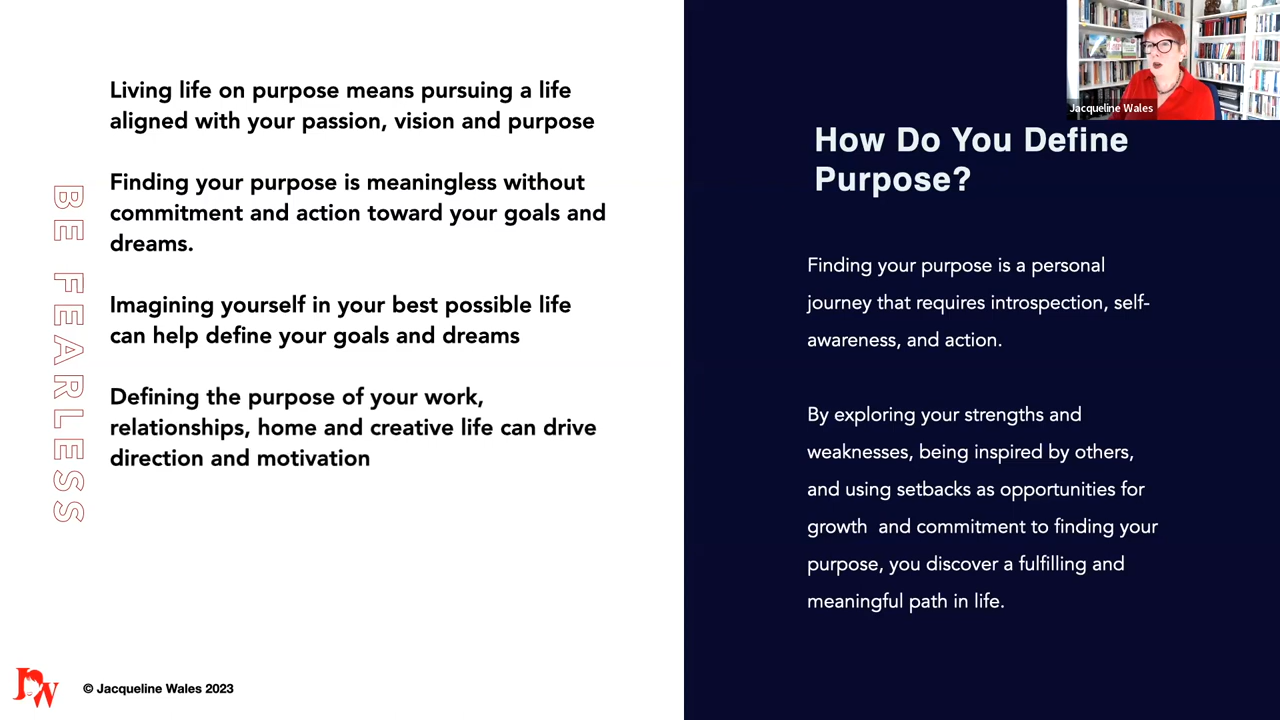 Living life on purpose means pursuing a life
aligned with your passion, vision and purpose
Finding your purpose is meaningless without
commitment and action toward your goals and
dreams.
Imagining yourself in your best possible life
can help define your goals and dreams
Defining the purpose of your work,
relationships, home and creative life can drive
direction and motivation
BE FEARLESS
JW
© Jacqueline Wales 2023
Jacqueline Wales
How Do You Define
Purpose?
Finding your purpose is a personal
journey that requires introspection, self-
awareness, and action.
By exploring your strengths and
weaknesses, being inspired by others,
and using setbacks as opportunities for
growth  and commitment to finding your
purpose, you discover a fulfilling and
meaningful path in life.